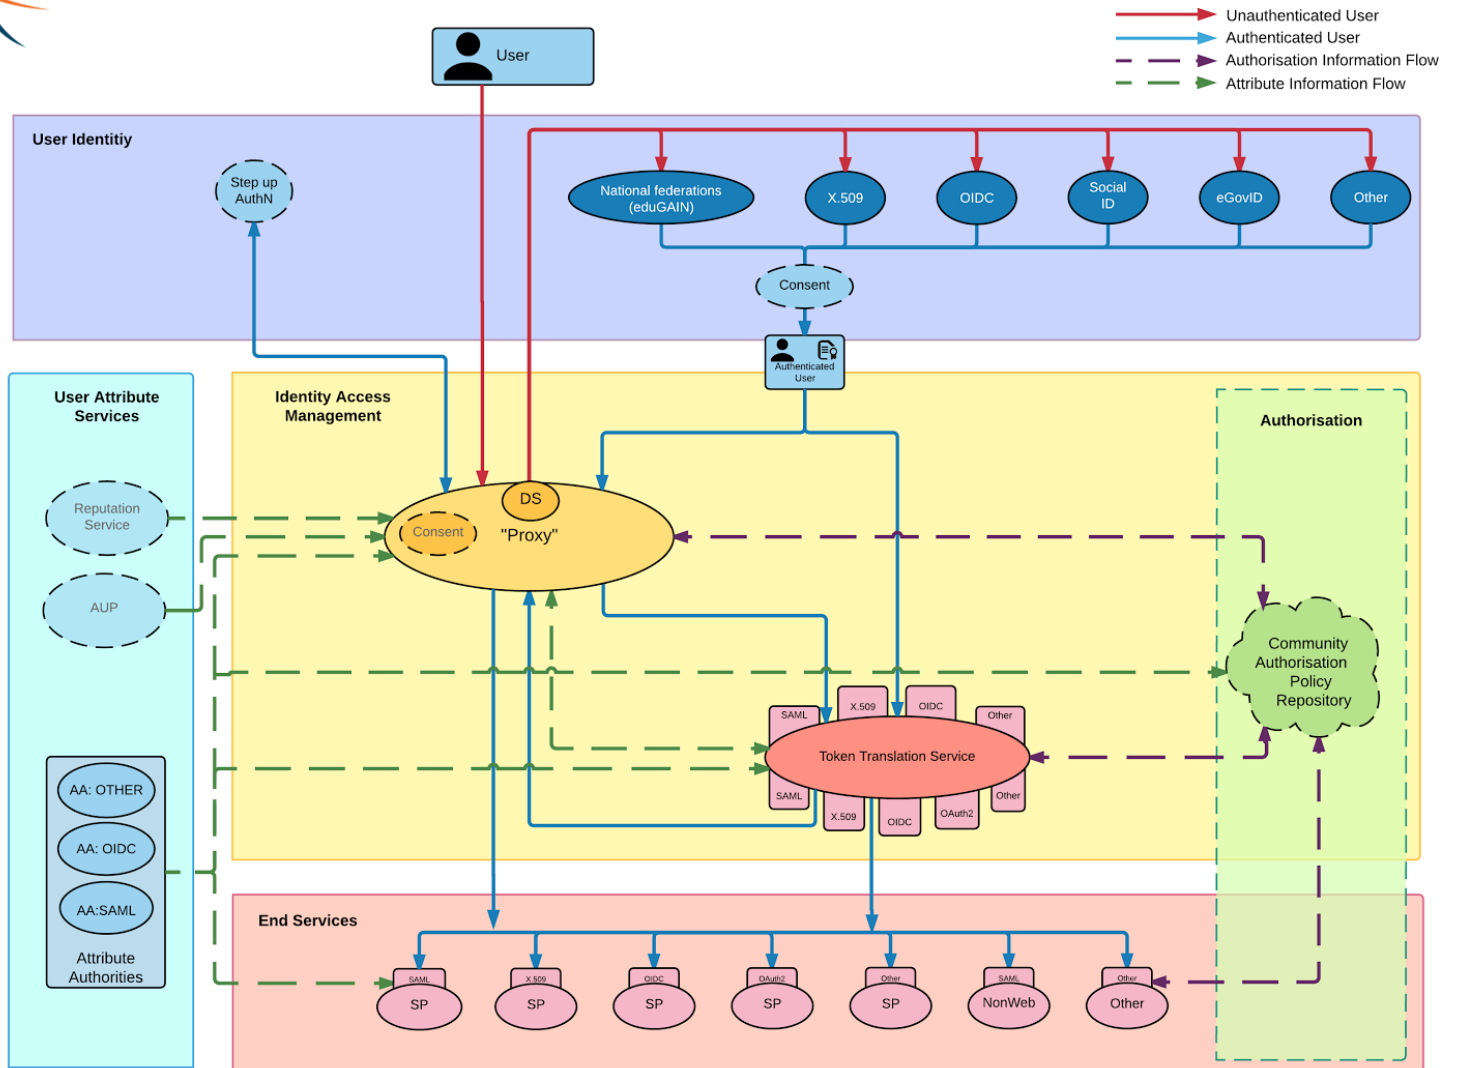 User
Unauthenticated User
Authenticated User
Authorisation Information Flow
Attribute Information Flow
User Identitiy
Step up
AuthN
National federations
(eduGAIN)
X.509
OIDC
Social
ID
eGovID
Other
Consent
Authenticated
User
User Attribute
Services
Identity Access
Management
Authorisation
Reputation
Service
AUP
DS
Consent
"Proxy"
Community
Authorisation
Policy
Repository
SAML
X.509
OIDC
Other
Token Translation Service
SAML
X.509
OIDC
OAuth2
Other
AA: OTHER
AA: OIDC
AA:SAML
Attribute
Authorities
End Services
SAML
SP
X.509
SP
OIDC
SP
OAuth2
SP
Other
SP
SAML
NonWeb
Other
Other